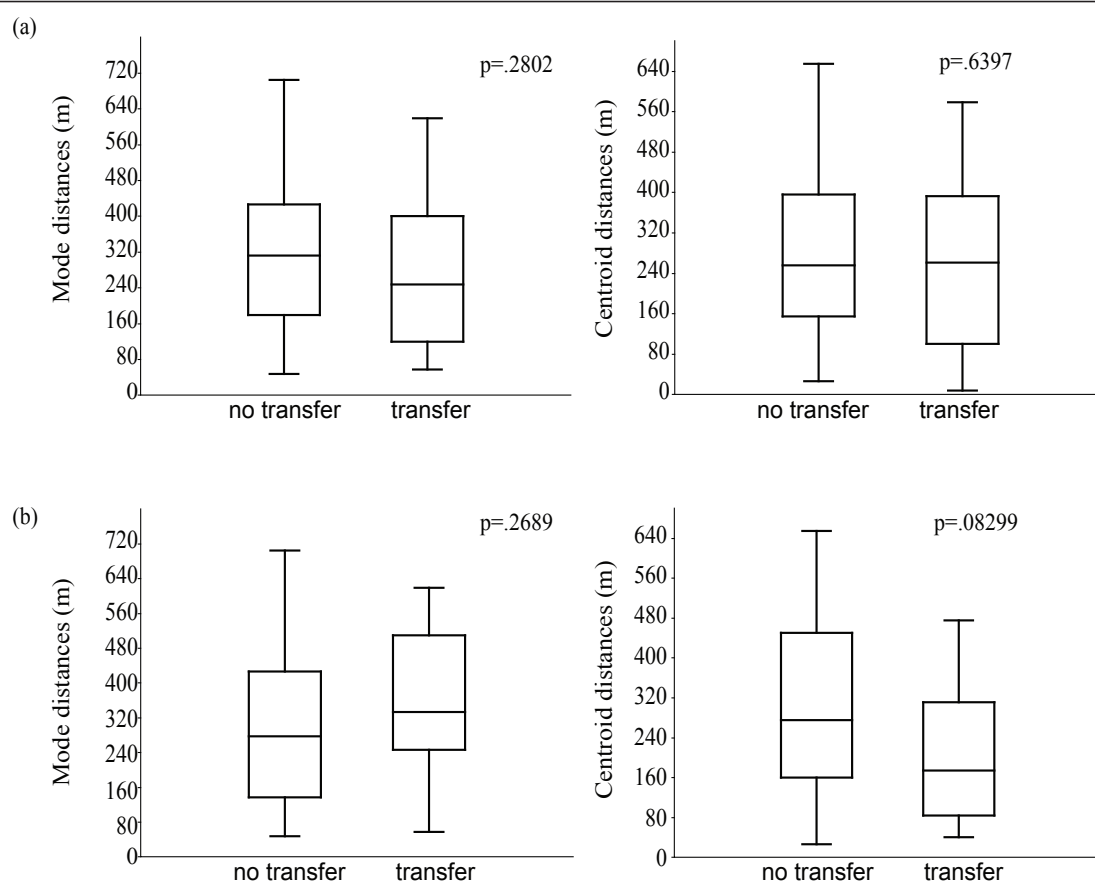 (a)
Mode distances (m)
720
640
560
480
400
320
240
160
80
0
p=.2802
no transfer
transfer
Centroid distances (m)
640
560
480
400
320
240
160
80
0
p=.6397
no transfer
transfer
(b)
Mode distances (m)
720
640
560
480
400
320
240
160
80
0
p=.2689
no transfer
transfer
Centroid distances (m)
640
560
480
400
320
240
160
80
0
p=.08299
no transfer
transfer